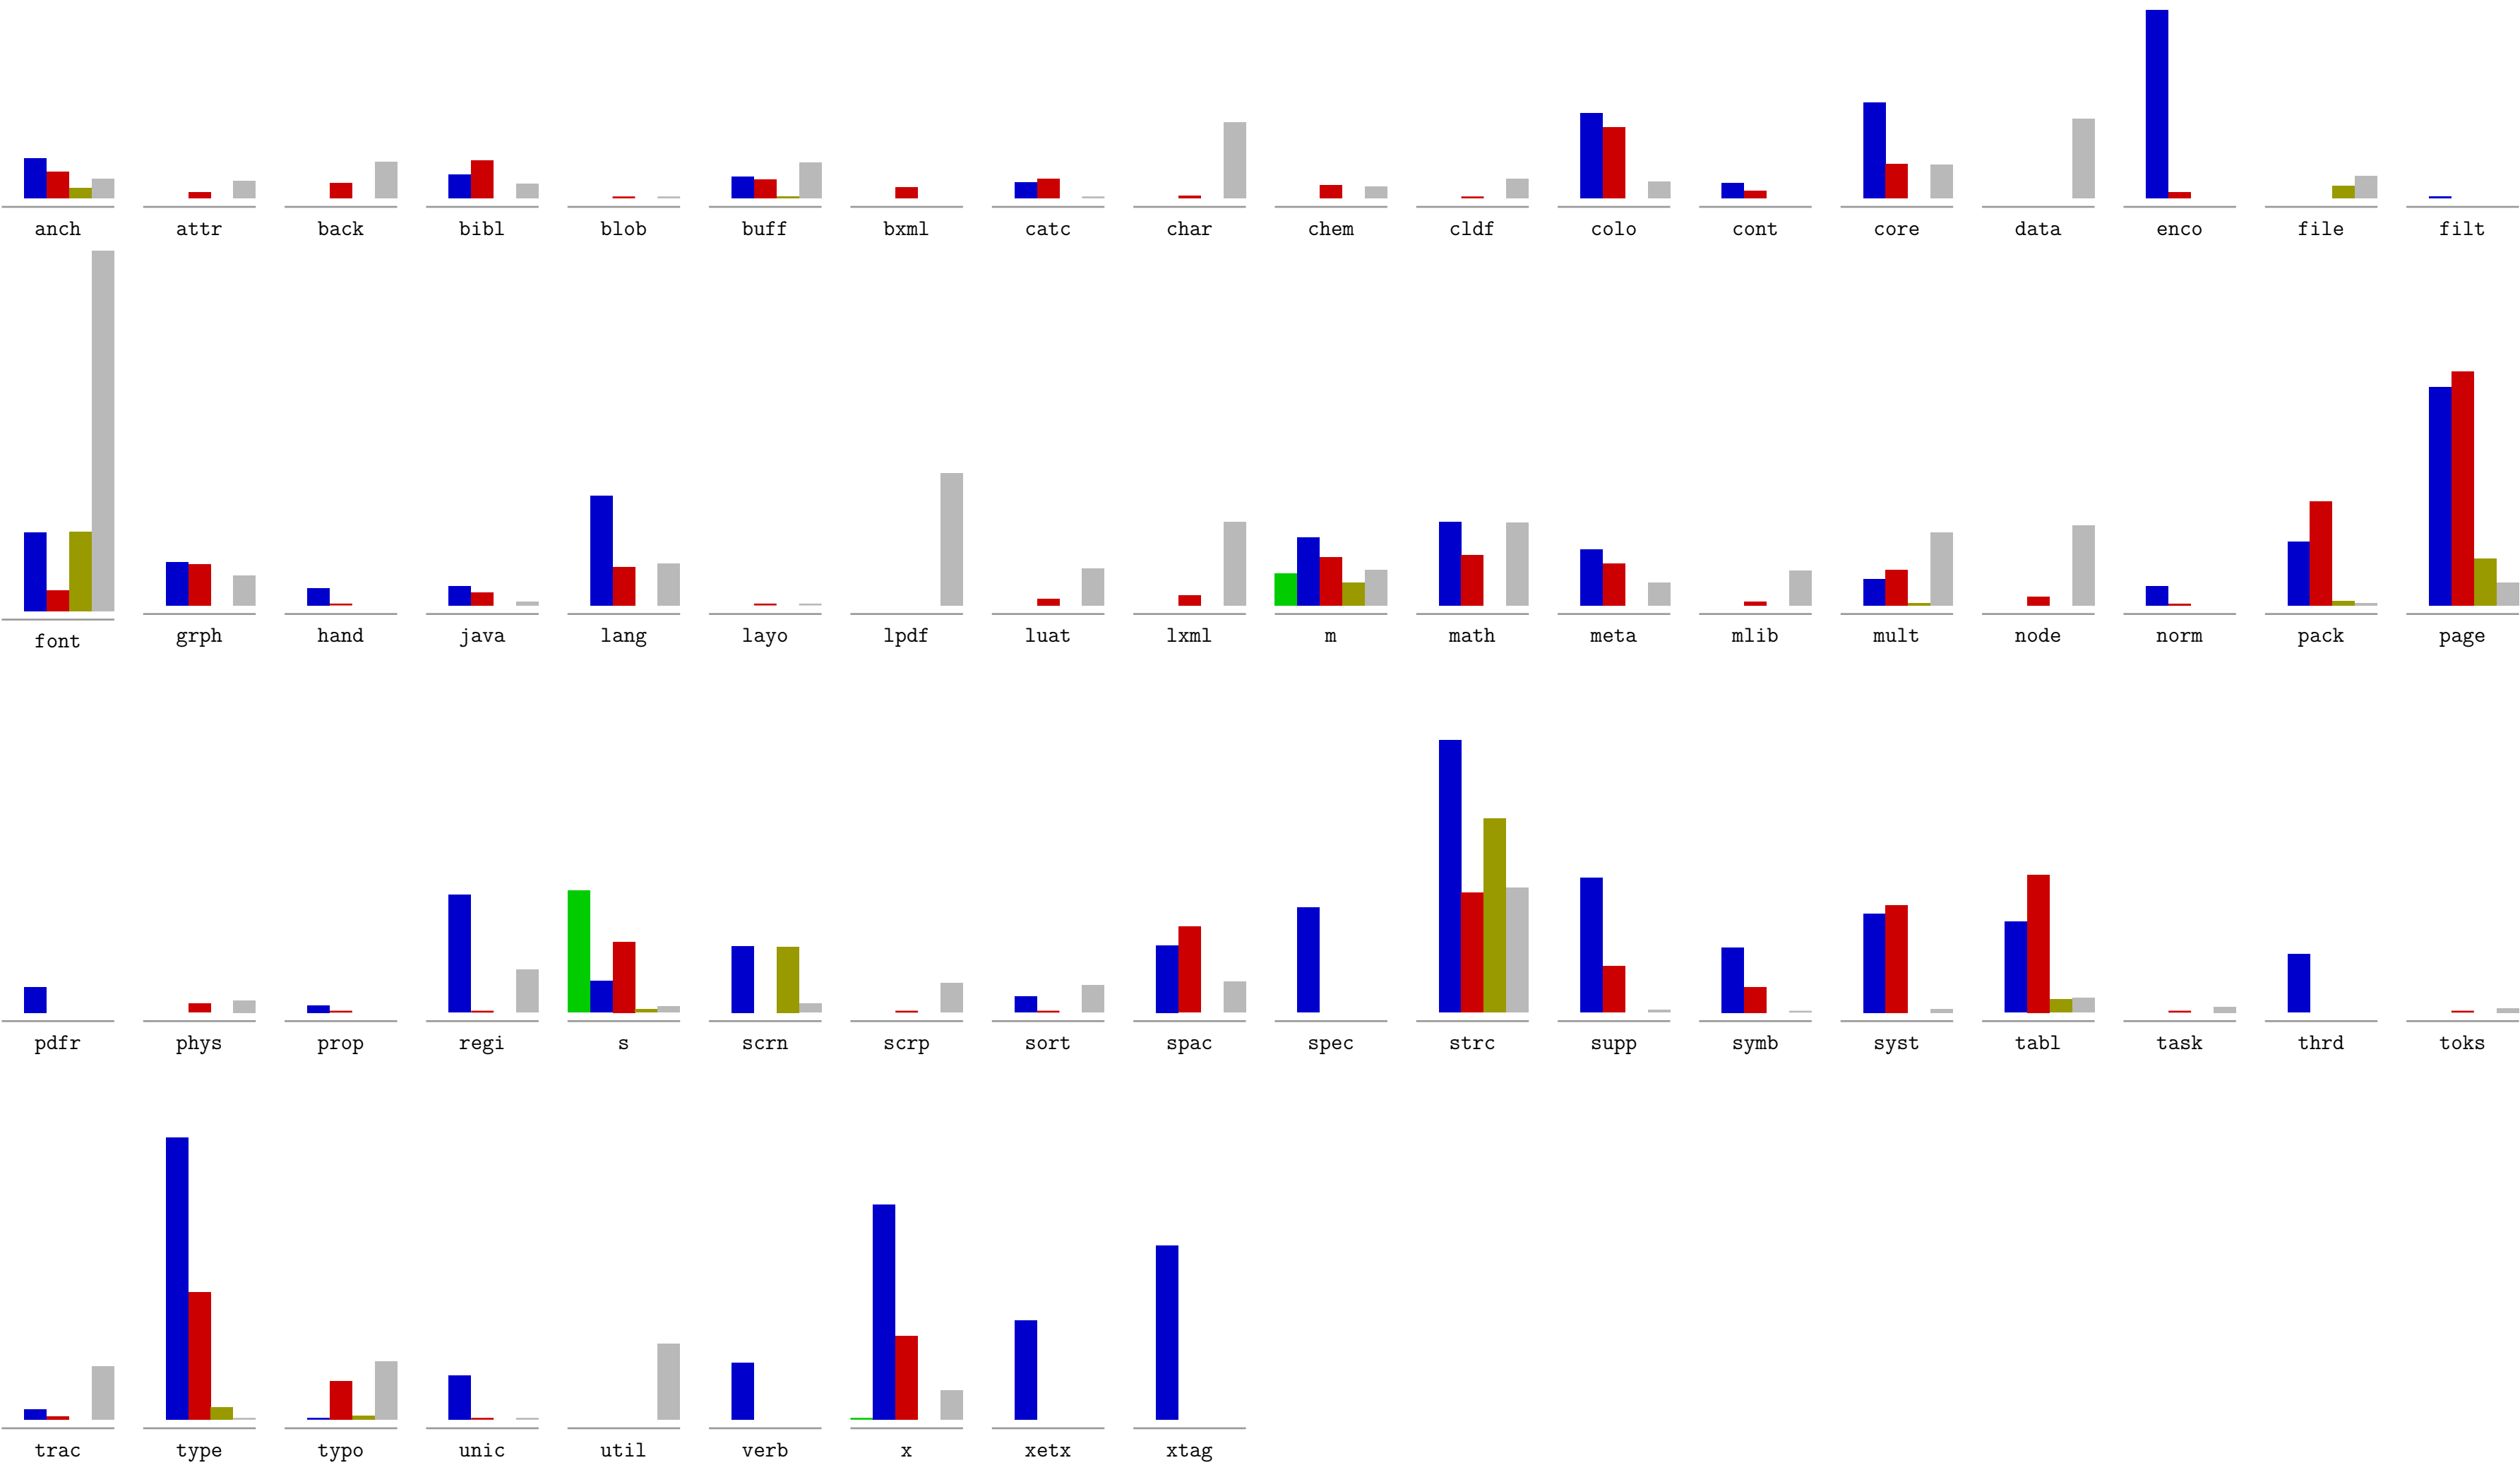 anch attr back bibl blob buff bxml catc char chem cldf colo cont core data enco file filt
font grph hand java lang layo lpdf luat lxml m math meta mlib mult node norm pack page
pdfr phys prop regi s scrn scrp sort spac spec strc supp symb syst tabl task thrd toks
trac type typo unic util verb x xetx xtag